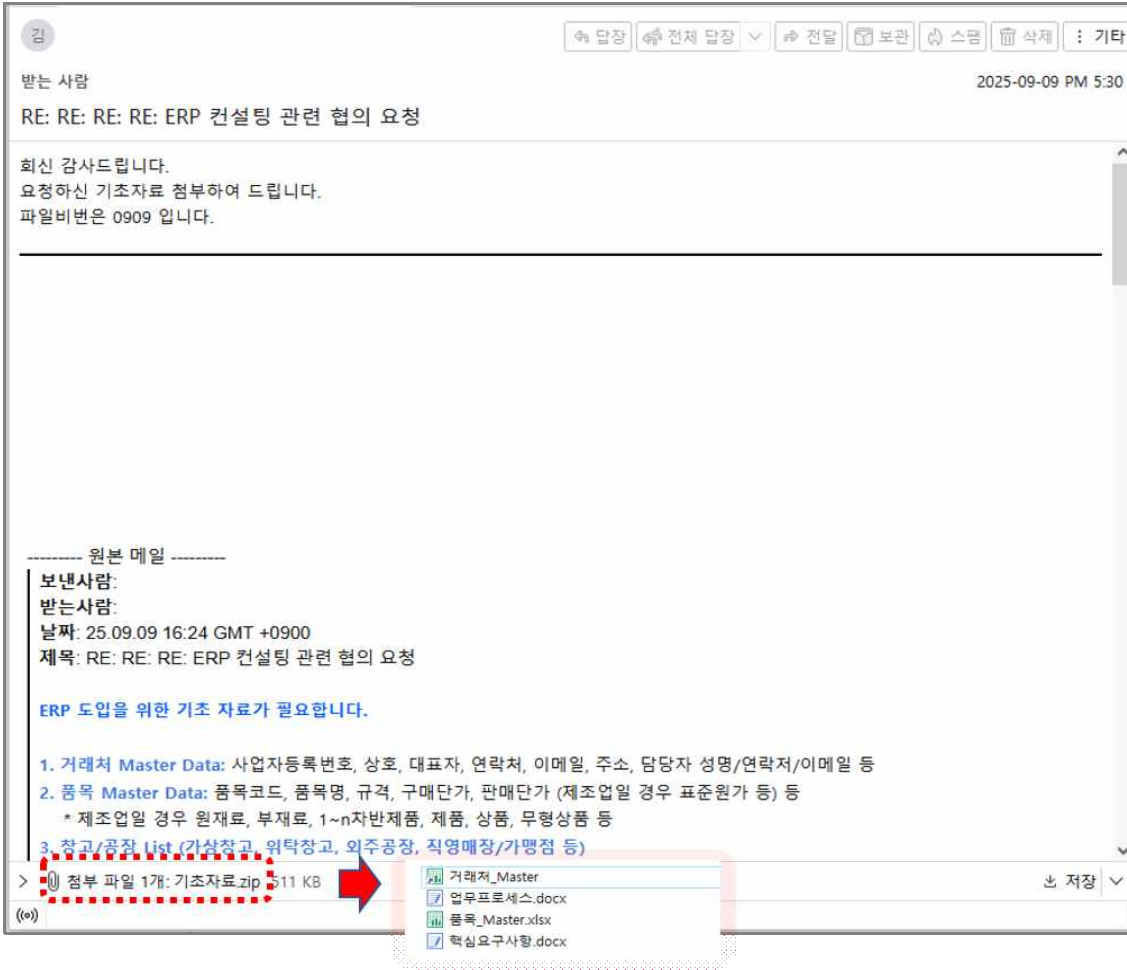 김
답장 전체 답장 전달 보관 스팸 삭제 기타
받는 사람
2025-09-09 PM 5:30
RE: RE: RE: RE: ERP 컨설팅 관련 협의 요청
회신 감사드립니다.
요청하신 기초자료 첨부하여 드립니다.
파일비번은 0909 입니다.
--------- 원본 메일 ---------
보낸사람:
받는사람:
날짜: 25.09.09 16:24 GMT +0900
제목: RE: RE: RE: ERP 컨설팅 관련 협의 요청
ERP 도입을 위한 기초 자료가 필요합니다.
1. 거래처 Master Data: 사업자등록번호, 상호, 대표자, 연락처, 이메일, 주소, 담당자 성명/연락저/이메일 등
2. 품목 Master Data: 품목코드, 품목명, 규격, 구매단가, 판매단가 (제조업일 경우 표준원가 등) 등
* 제조업일 경우 원재료, 부재료, 1~n차반제품, 제품, 상품, 무형상품 등
3. 창고/공장 List (가상창고, 위탁창고, 외주공장, 직영매장/가맹점 등)
첨부 파일 1개: 기초자료.zip 511 KB
저장
거래처_Master
업무프로세스.docx
품목_Master.xlsx
핵심요구사항.docx